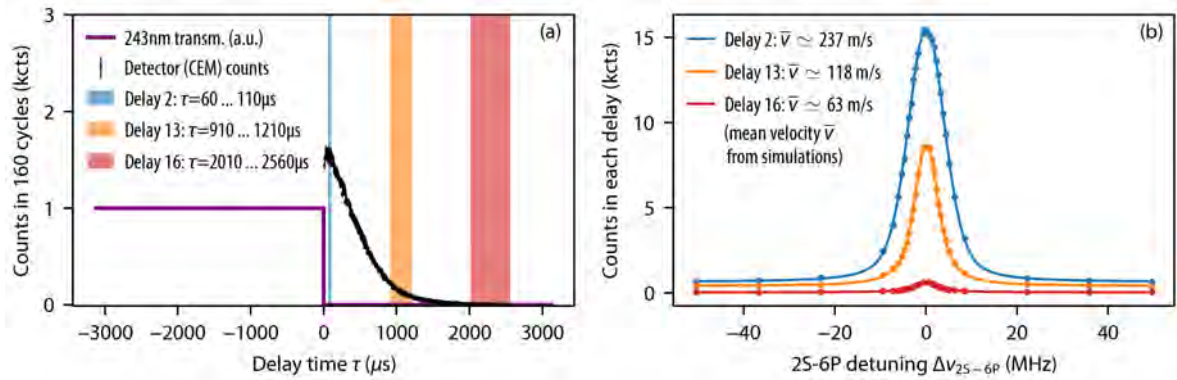 (a)
243nm transm. (a.u.)
Detector (CEM) counts
Delay 2: τ=60 ... 110μs
Delay 13: τ=910 ... 1210μs
Delay 16: τ=2010 ... 2560μs
Counts in 160 cycles (kcts)
3
2
1
0
−3000
−2000
−1000
0
1000
2000
3000
Delay time τ (μs)
(b)
Delay 2: v̅ ≃ 237 m/s
Delay 13: v̅ ≃ 118 m/s
Delay 16: v̅ ≃ 63 m/s
(mean velocity v̅
from simulations)
Counts in each delay (kcts)
15
10
5
0
−40
−20
0
20
40
2S-6P detuning Δν2S−6P (MHz)